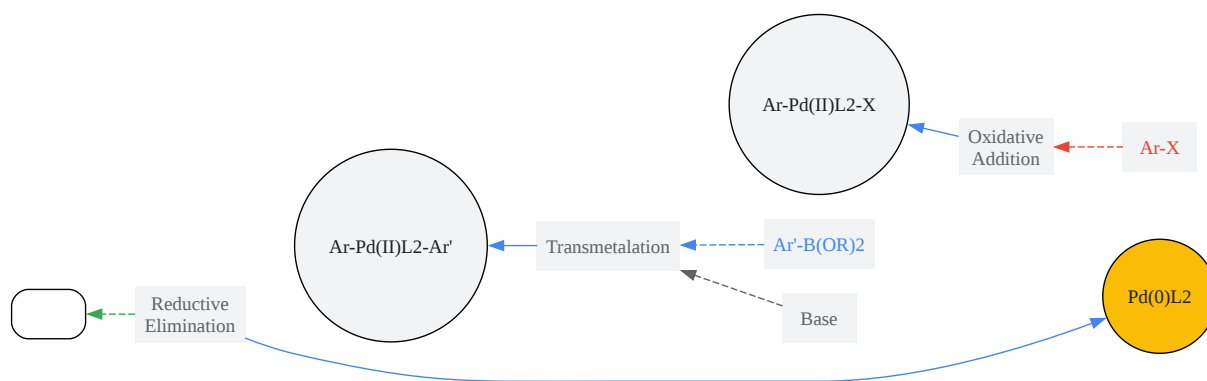 Ar-Pd(II)L2-X
Oxidative
Addition
Ar-X
Ar-Pd(II)L2-Ar'
Transmetalation
Ar'-B(OR)2
Reductive
Elimination
Base
Pd(0)L2